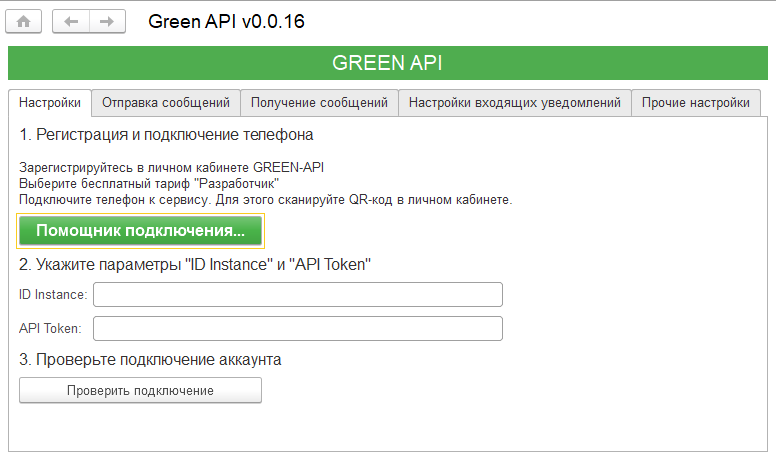 Green API v0.0.16
GREEN API
Настройки
Отправка сообщений
Получение сообщений
Настройки входящих уведомлений
Прочие настройки
1. Регистрация и подключение телефона
Зарегистрируйтесь в личном кабинете GREEN-API
Выберите бесплатный тариф "Разработчик"
Подключите телефон к сервису. Для этого сканируйте QR-код в личном кабинете.
Помощник подключения...
2. Укажите параметры "ID Instance" и "API Token"
ID Instance:
API Token:
3. Проверьте подключение аккаунта
Проверить подключение